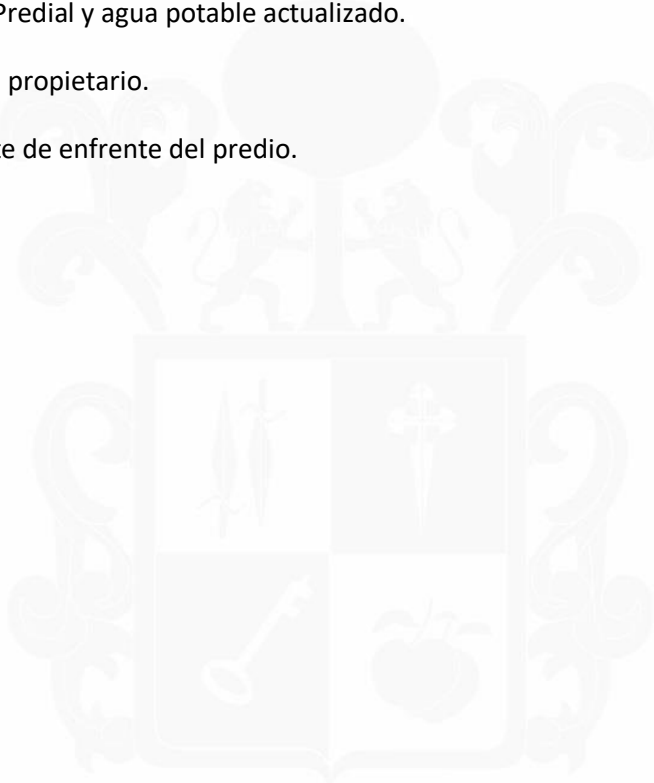 Predial y agua potable actualizado.
propietario.
de enfrente del predio.